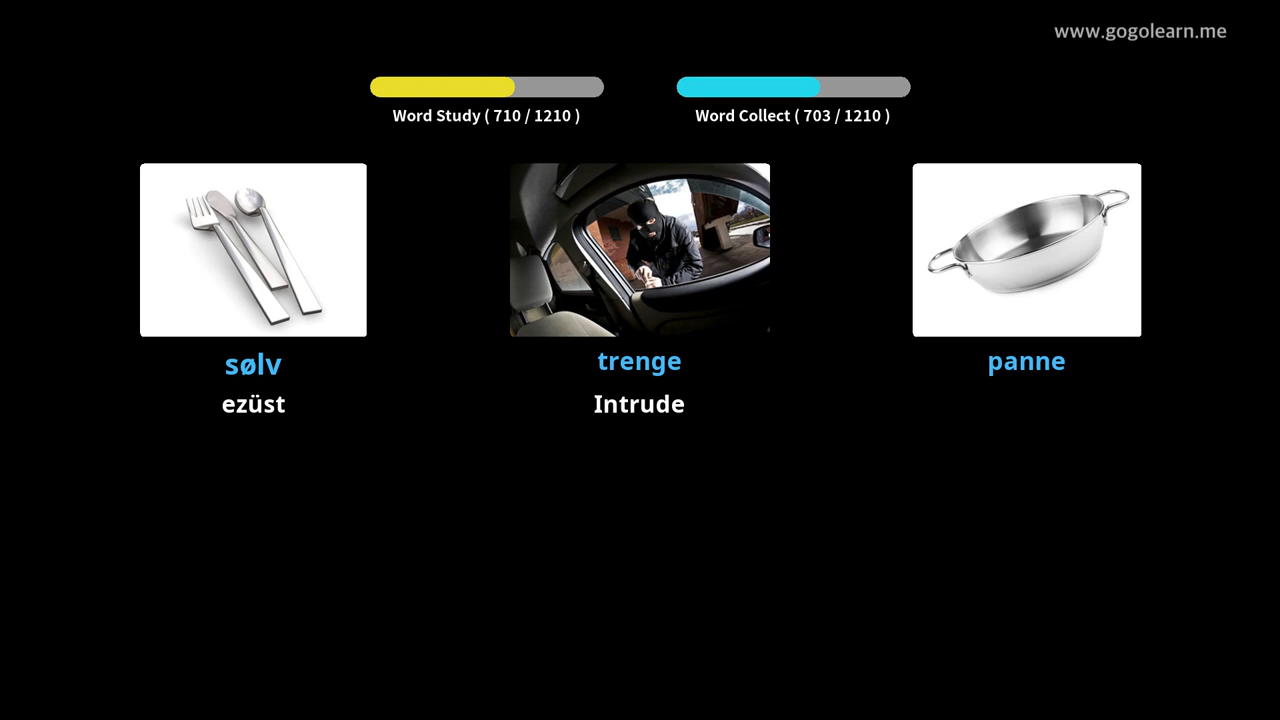 www.gogolearn.me
Word Study ( 710 / 1210 )
Word Collect ( 703 / 1210 )
sølv
trenge
panne
ezüst
Intrude